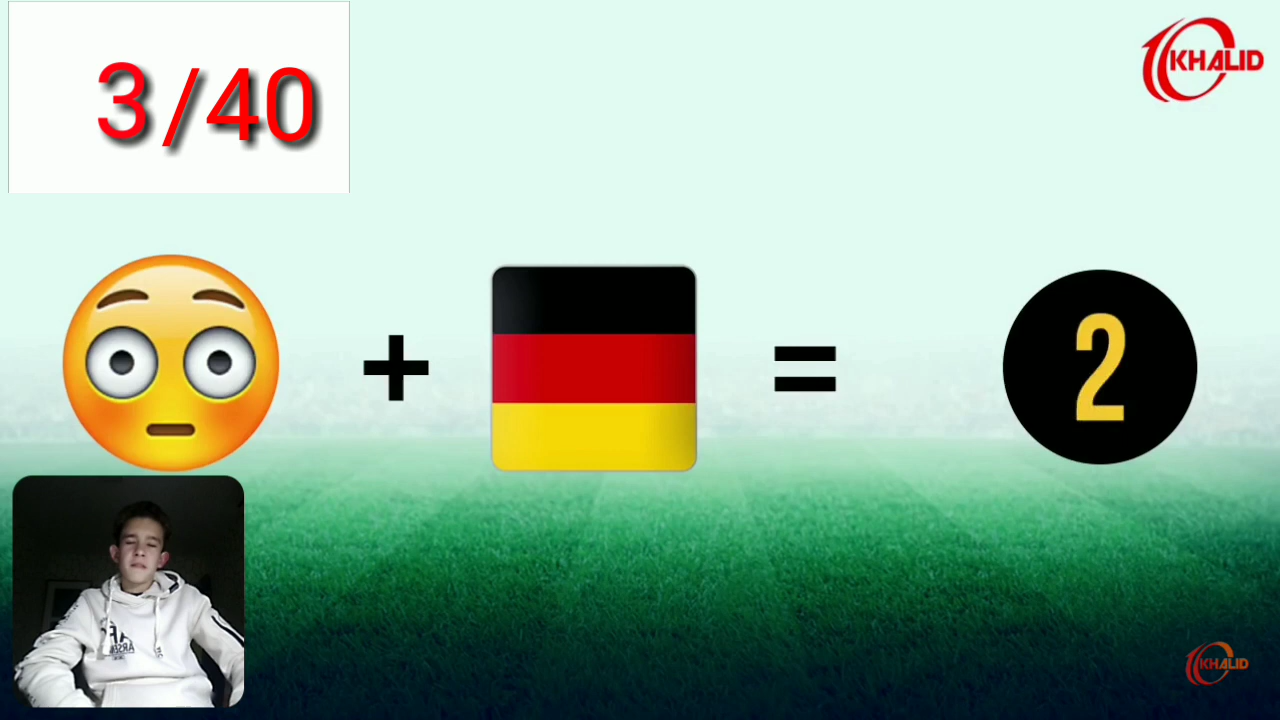 3/40
KHALID
+
=
2
KHALID